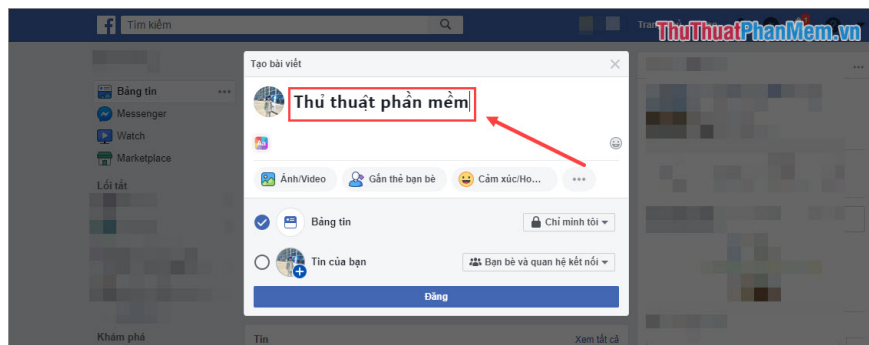 Tìm kiếm
ThuThuatPhanMem.vn
Tạo bài viết
Bảng tin
Thủ thuật phần mềm
Messenger
Watch
Marketplace
Lối tắt
Ảnh/Video
Gắn thẻ bạn bè
Cảm xúc/Ho...
Bảng tin
Chỉ mình tôi
Tin của bạn
Bạn bè và quan hệ kết nối
Đăng
Khám phá
Tin
Xem tất cả